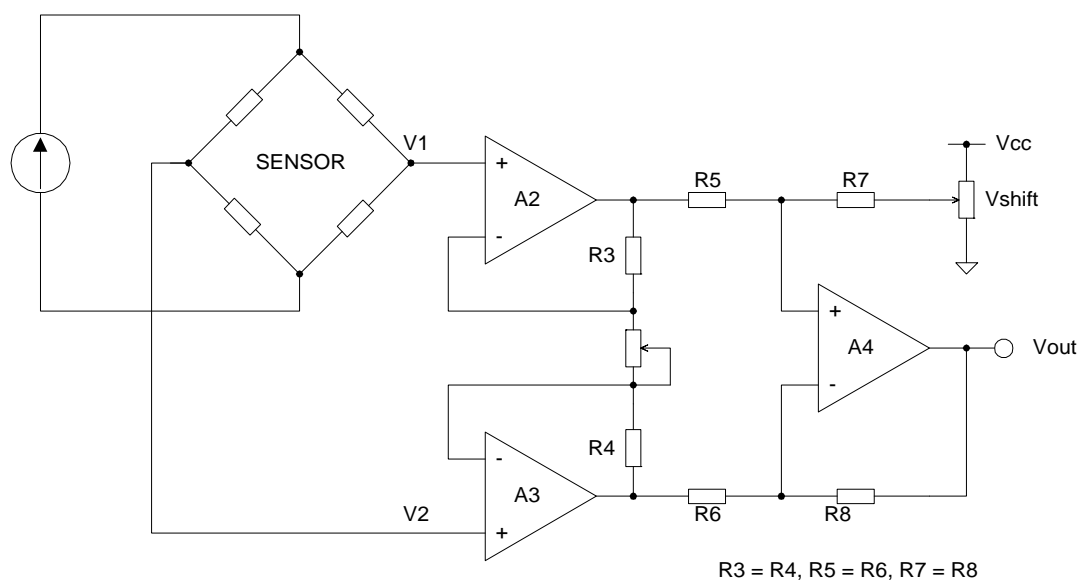 V1
SENSOR
Vcc
+
A2
-
R5
R7
Vshift
R3
+
A4
-
Vout
-
A3
+
R4
V2
R6
R8
R3 = R4, R5 = R6, R7 = R8